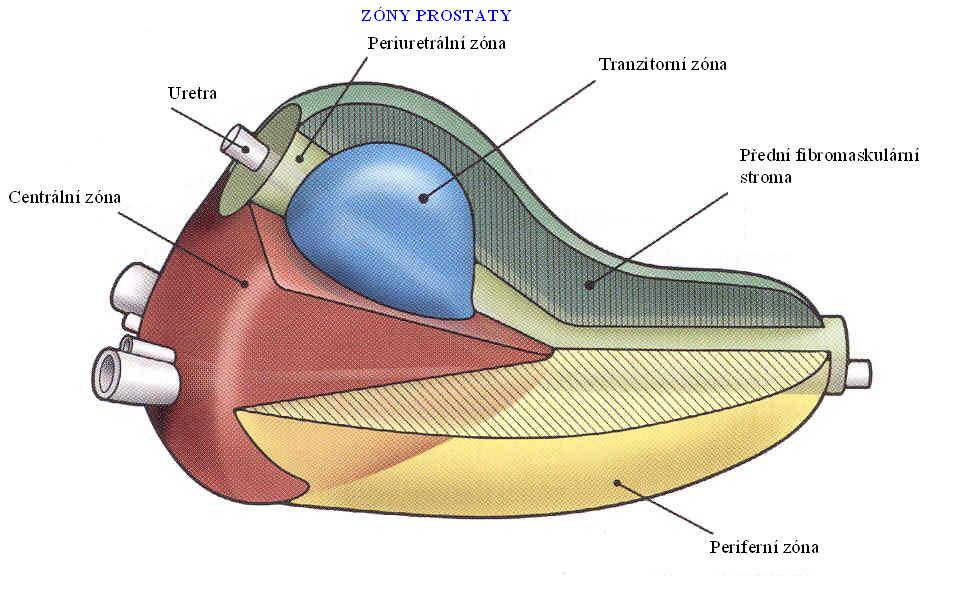 ZÓNY PROSTATY
Periuretrální zóna
Tranzitorní zóna
Uretra
Přední fibromaskulární
stroma
Centrální zóna
Periferní zóna